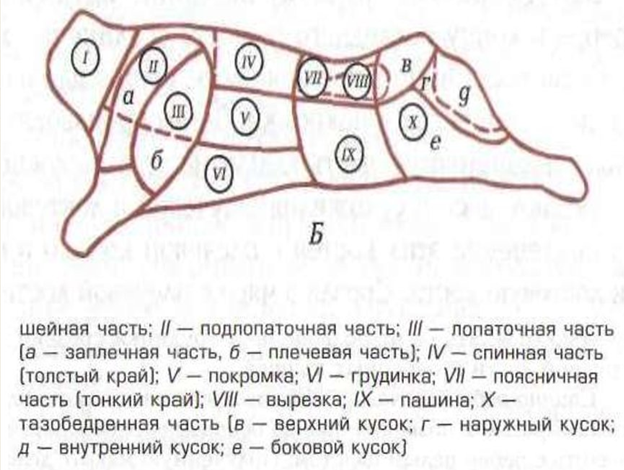 I
II
IV
VII
VIII
в
г
д
а
III
V
X
е
б
VI
IX
Б
шейная часть; II — подлопаточная часть; III — лопаточная часть
(а — заплечная часть, б — плечевая часть); IV — спинная часть
(толстый край); V — покромка; VI — грудинка; VII — поясничная
часть (тонкий край); VIII — вырезка; IX — пашина; X —
тазобедренная часть (в — верхний кусок; г — наружный кусок;
д — внутренний кусок; в — боковой кусок)